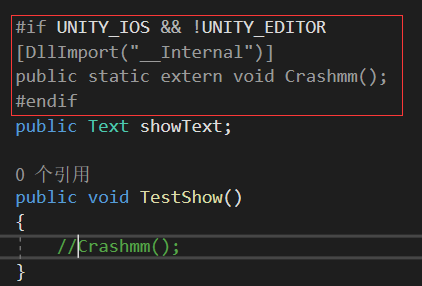 #if UNITY_IOS && !UNITY_EDITOR
[DllImport("__Internal")]
public static extern void Crashmm();
#endif
public Text showText;
0 个引用
public void TestShow()
{
//Crashmm();
}